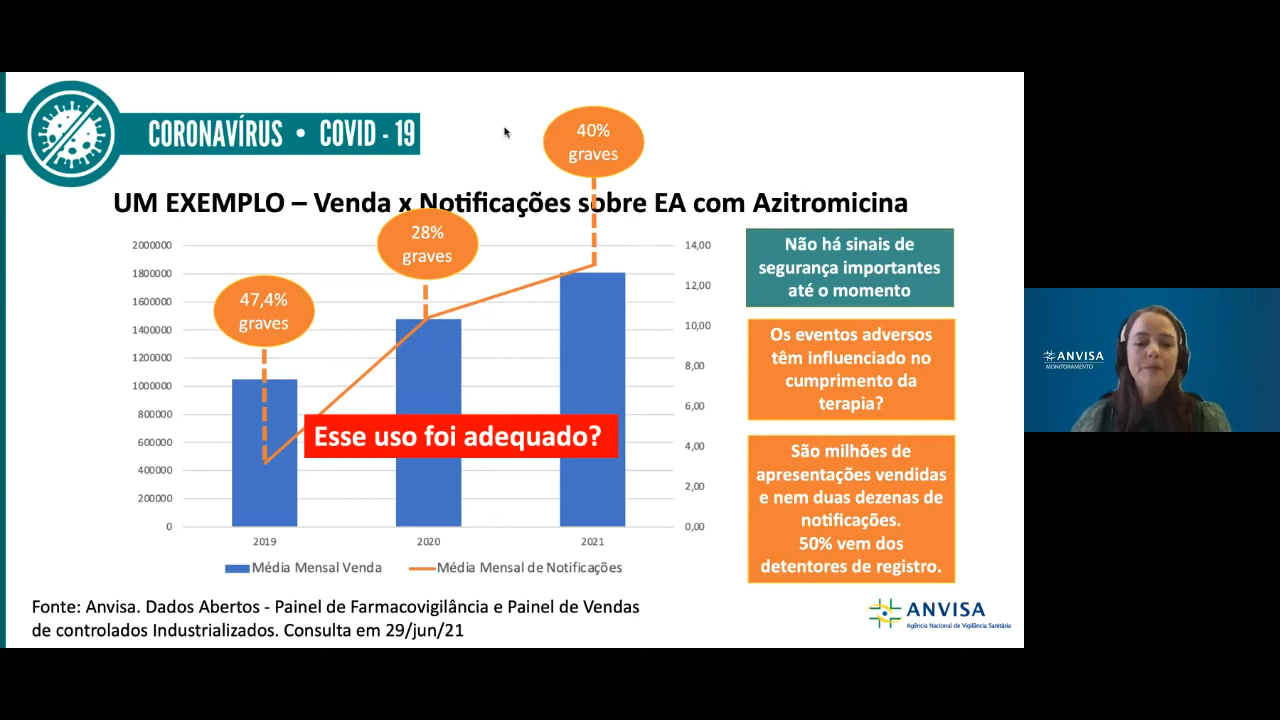 CORONAVÍRUS • COVID - 19
40%
graves
UM EXEMPLO – Venda x Notificações sobre EA com Azitromicina
28%
graves
47,4%
graves
2000000
1800000
1600000
1400000
1200000
1000000
800000
600000
400000
200000
0
14,00
12,00
10,00
8,00
6,00
4,00
2,00
0,00
Esse uso foi adequado?
2019
2020
2021
Média Mensal Venda
Média Mensal de Notificações
Não há sinais de
segurança importantes
até o momento
Os eventos adversos
têm influenciado no
cumprimento da
terapia?
São milhões de
apresentações vendidas
e nem duas dezenas de
notificações.
50% vem dos
detentores de registro.
Fonte: Anvisa. Dados Abertos - Painel de Farmacovigilância e Painel de Vendas
de controlados Industrializados. Consulta em 29/jun/21
ANVISA
Agência Nacional de Vigilância Sanitária
ANVISA
MONITORAMENTO